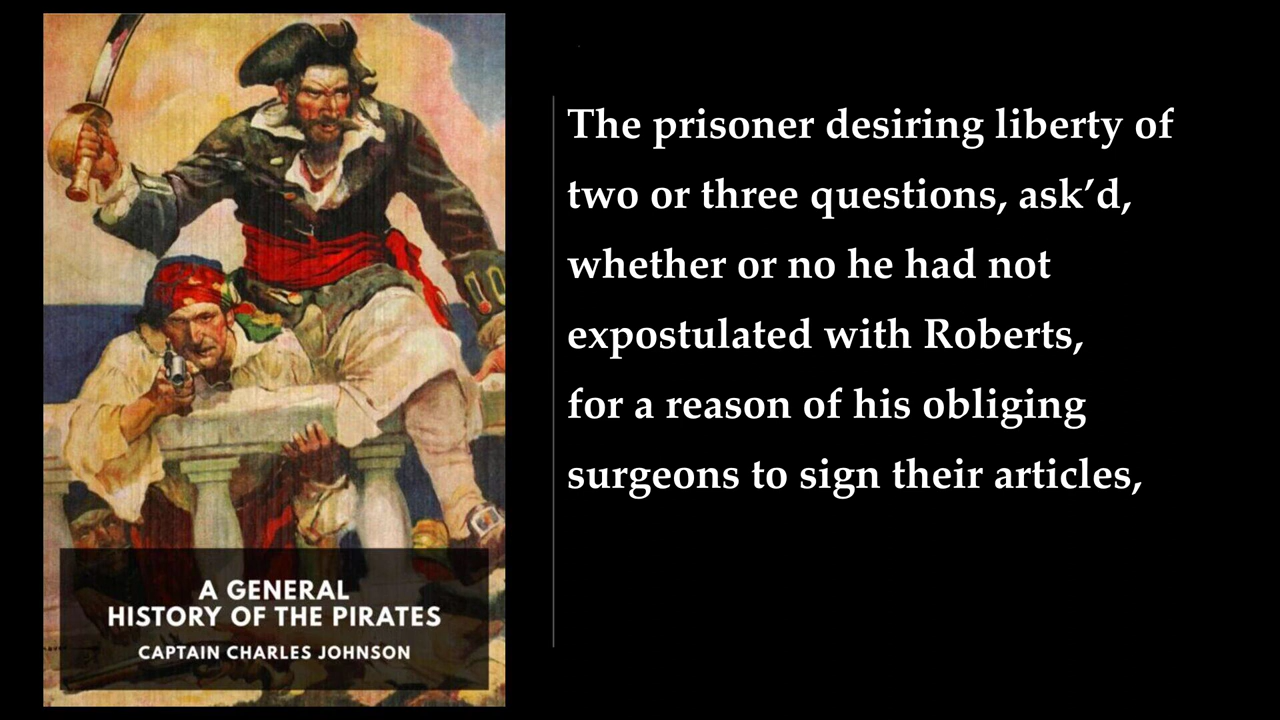 A GENERAL
HISTORY OF THE PIRATES
CAPTAIN CHARLES JOHNSON
The prisoner desiring liberty of
two or three questions, ask’d,
whether or no he had not
expostulated with Roberts,
for a reason of his obliging
surgeons to sign their articles,